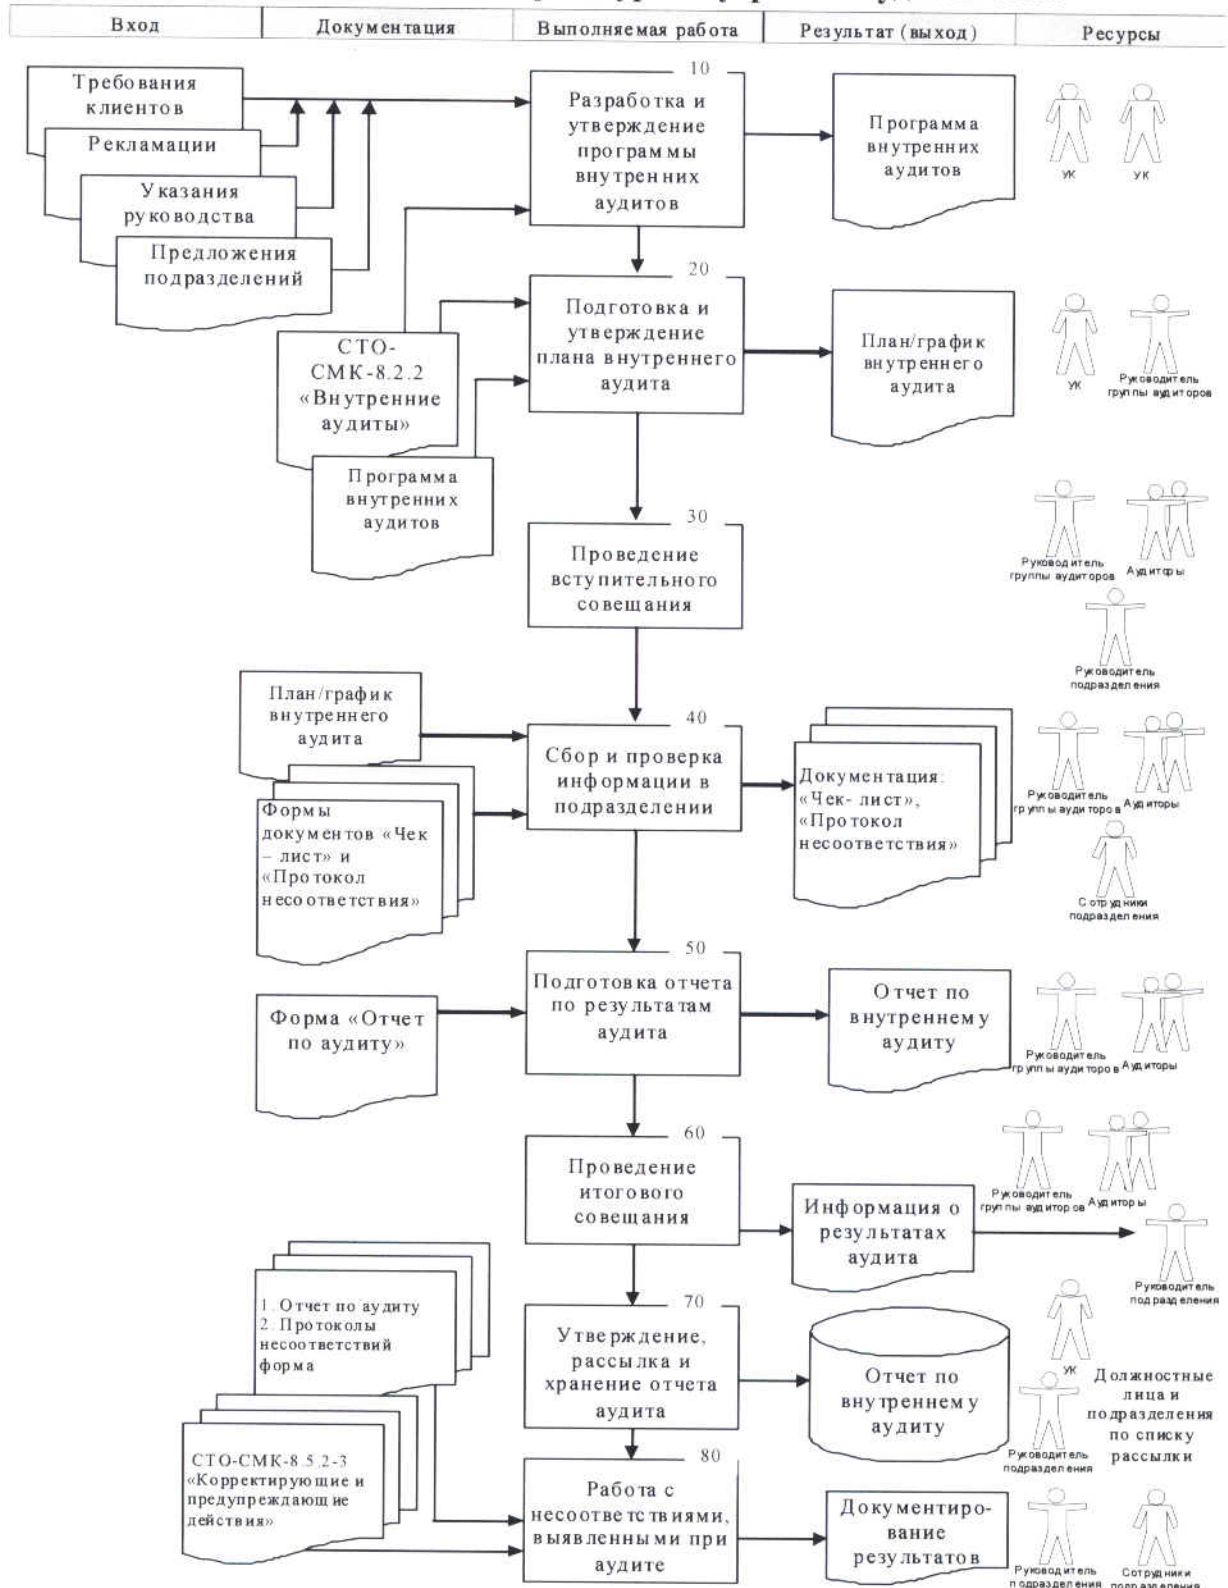 Вход
Документация
Выполняемая работа
Результат (выход)
Ресурсы
Требования
клиентов
Рекламации
Указания
руководства
Предложения
подразделений
10
Разработка и
утверждение
программы
внутренних
аудитов
Программа
внутренних
аудитов
УК
УК
20
Подготовка и
утверждение
плана внутреннего
аудита
СТО-
СМК-8.2.2
«Внутренние
аудиты»
Программа
внутренних
аудитов
План/график
внутреннего
аудита
УК
Руководитель
группы аудиторов
30
Проведение
вступительного
совещания
Руководитель
группы аудиторов
Аудиторы
Руководитель
подразделения
План/график
внутреннего
аудита
Формы
документов «Чек
– лист» и
«Протокол
несоответствия»
40
Сбор и проверка
информации в
подразделении
Документация:
«Чек- лист»,
«Протокол
несоответствия»
Руководитель
группы аудиторов
Аудиторы
Сотрудники
подразделения
50
Подготовка отчета
по результатам
аудита
Форма «Отчет
по аудиту»
Отчет по
внутреннему
аудиту
Руководитель
группы аудиторов
Аудиторы
60
Проведение
итогового
совещания
Информация о
результатах
аудита
Руководитель
группы аудиторов
Аудиторы
Руководитель
подразделения
1. Отчет по аудиту
2. Протоколы
несоответствий
форма
70
Утверждение,
рассылка и
хранение отчета
аудита
Отчет по
внутреннему
аудиту
УК
Руководитель
подразделения
Должностные
лица и
подразделения
по списку
рассылки
СТО-СМК-8.5.2-3
«Корректирующие и
предупреждающие
действия»
80
Работа с
несоответствиями,
выявленными при
аудите
Документиро-
вание
результатов
Руководитель
подразделения
Сотрудники
подразделения